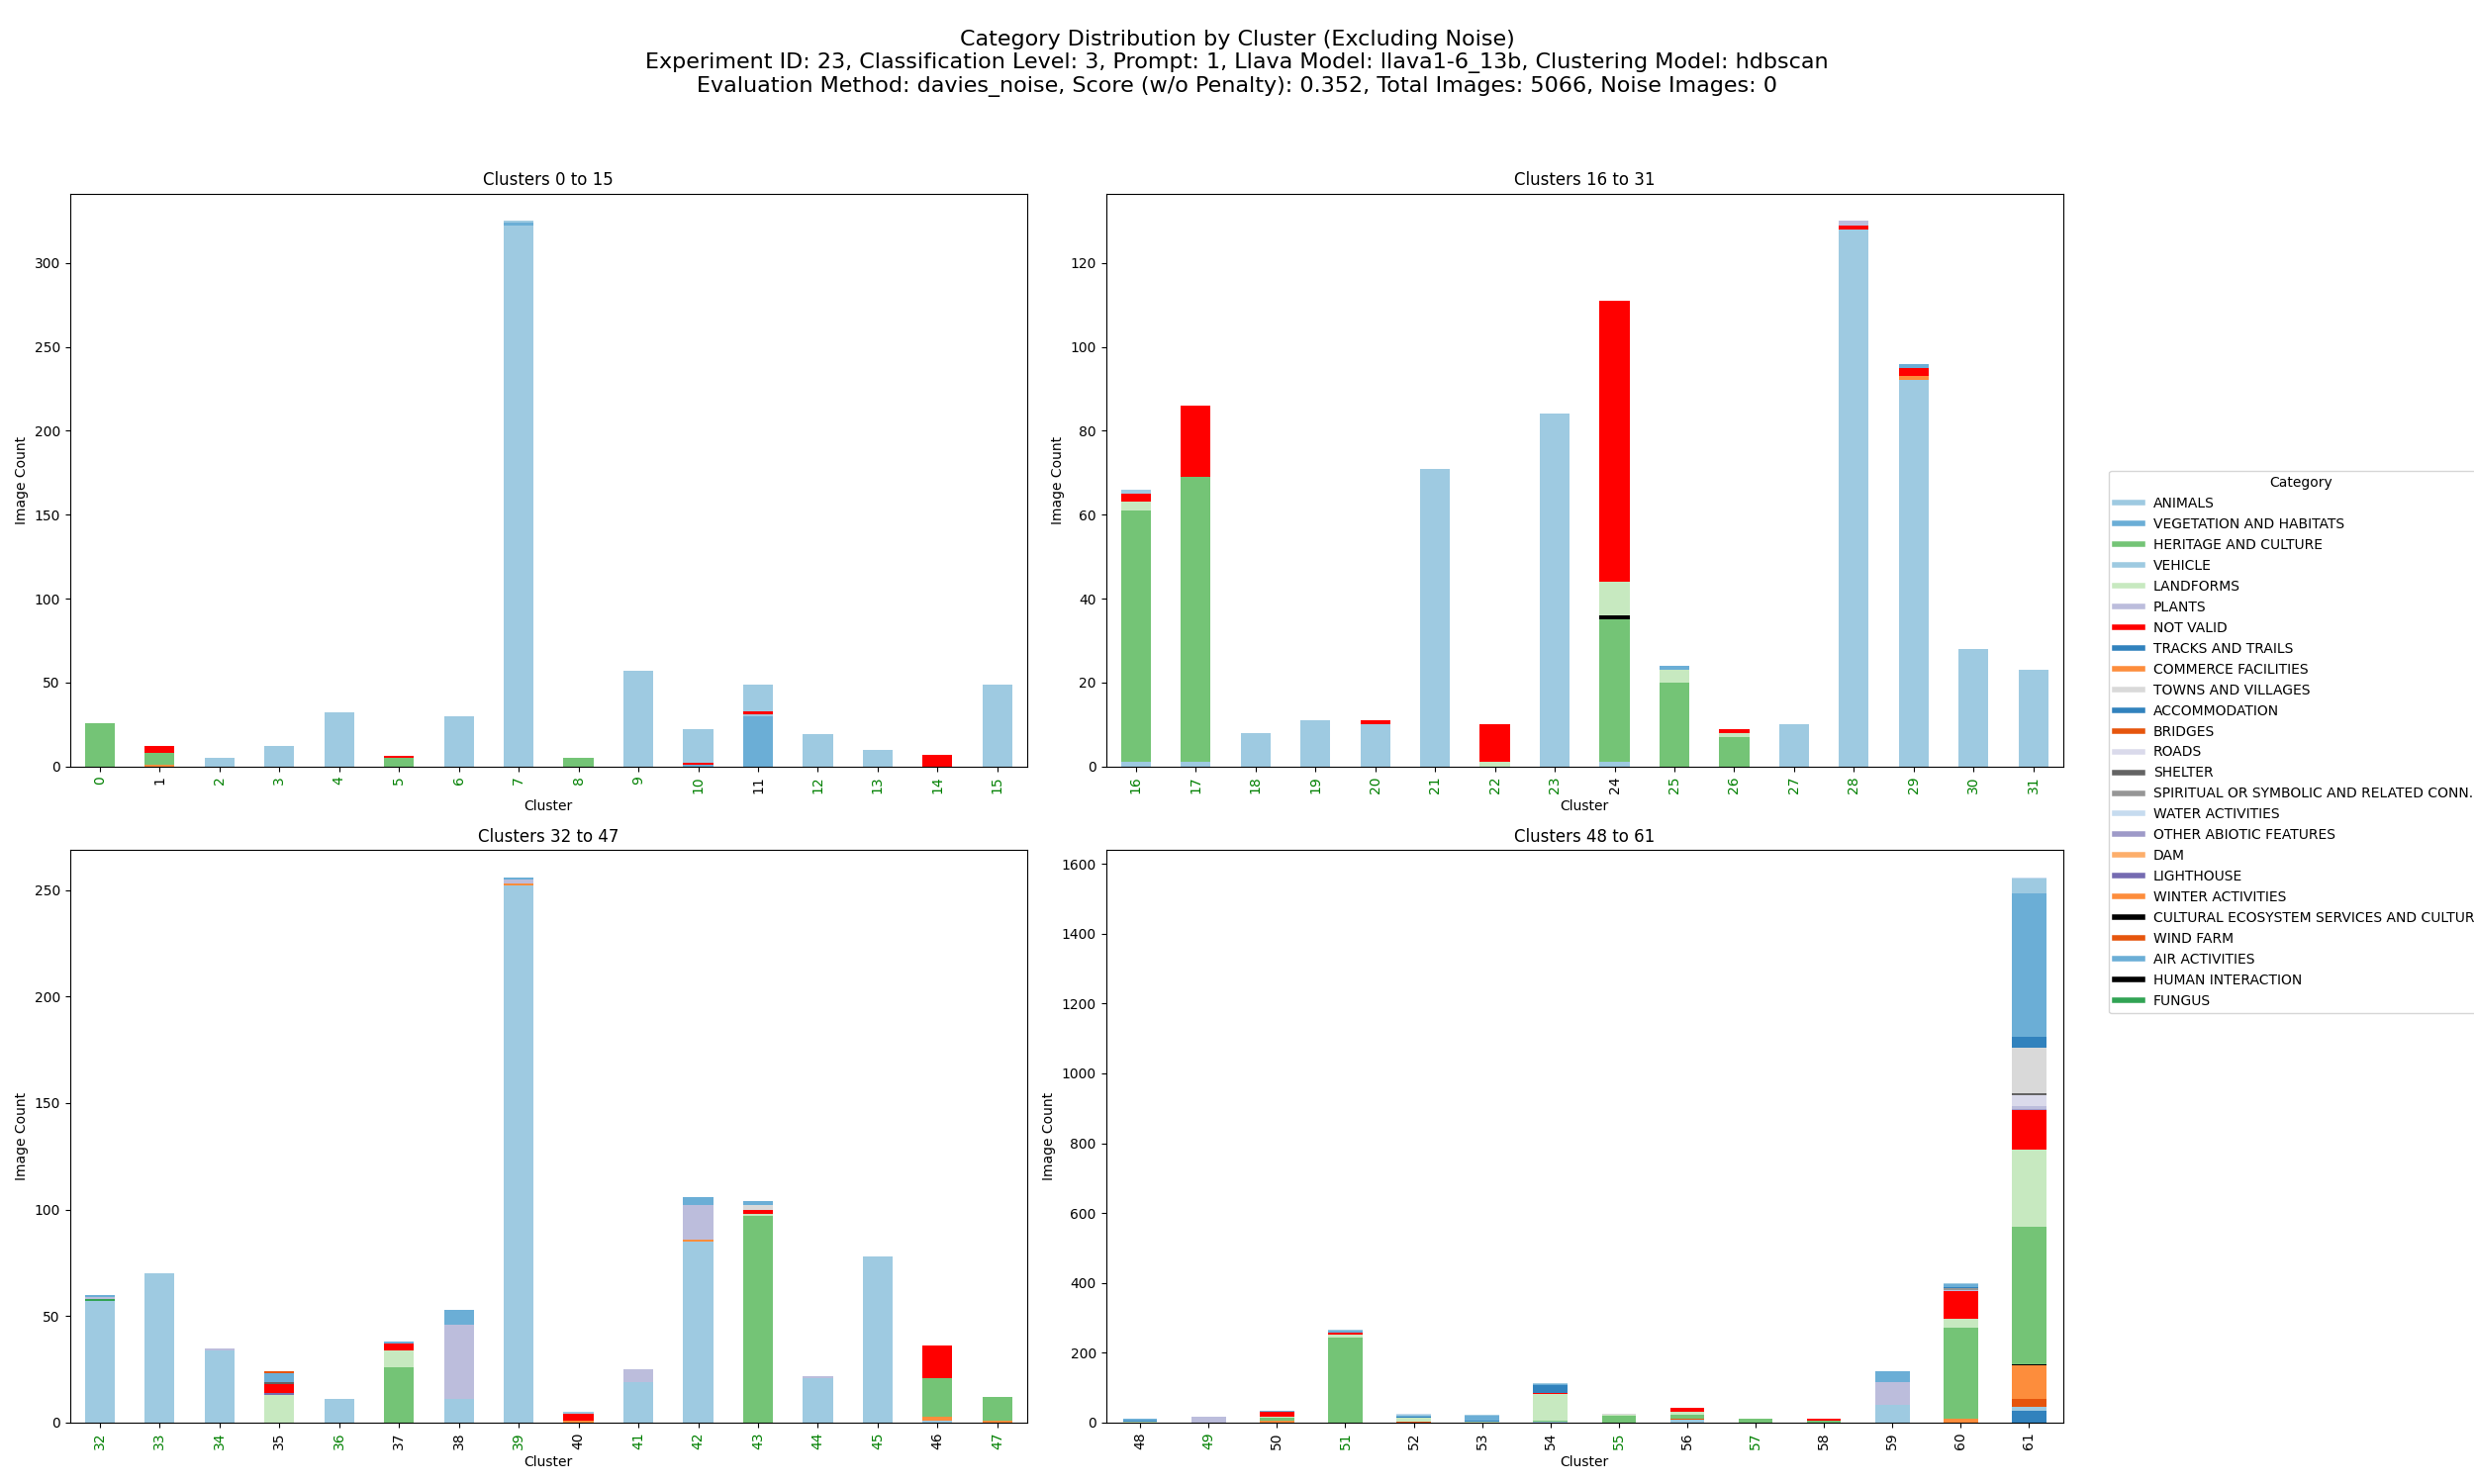 Category Distribution by Cluster (Excluding Noise)
Experiment ID: 23, Classification Level: 3, Prompt: 1, Llava Model: llava1-6_13b, Clustering Model: hdbscan
Evaluation Method: davies_noise, Score (w/o Penalty): 0.352, Total Images: 5066, Noise Images: 0
Clusters 0 to 15
Image Count
300
250
200
150
100
50
0
0 1 2 3 4 5 6 7 8 9 10 11 12 13 14 15
Cluster
Clusters 16 to 31
Image Count
120
100
80
60
40
20
0
16 17 18 19 20 21 22 23 24 25 26 27 28 29 30 31
Cluster
Clusters 32 to 47
Image Count
250
200
150
100
50
0
32 33 34 35 36 37 38 39 40 41 42 43 44 45 46 47
Cluster
Clusters 48 to 61
Image Count
1600
1400
1200
1000
800
600
400
200
0
48 49 50 51 52 53 54 55 56 57 58 59 60 61
Cluster
Category
ANIMALS
VEGETATION AND HABITATS
HERITAGE AND CULTURE
VEHICLE
LANDFORMS
PLANTS
NOT VALID
TRACKS AND TRAILS
COMMERCE FACILITIES
TOWNS AND VILLAGES
ACCOMMODATION
BRIDGES
ROADS
SHELTER
SPIRITUAL OR SYMBOLIC AND RELATED CONN.
WATER ACTIVITIES
OTHER ABIOTIC FEATURES
DAM
LIGHTHOUSE
WINTER ACTIVITIES
CULTURAL ECOSYSTEM SERVICES AND CULTUR
WIND FARM
AIR ACTIVITIES
HUMAN INTERACTION
FUNGUS